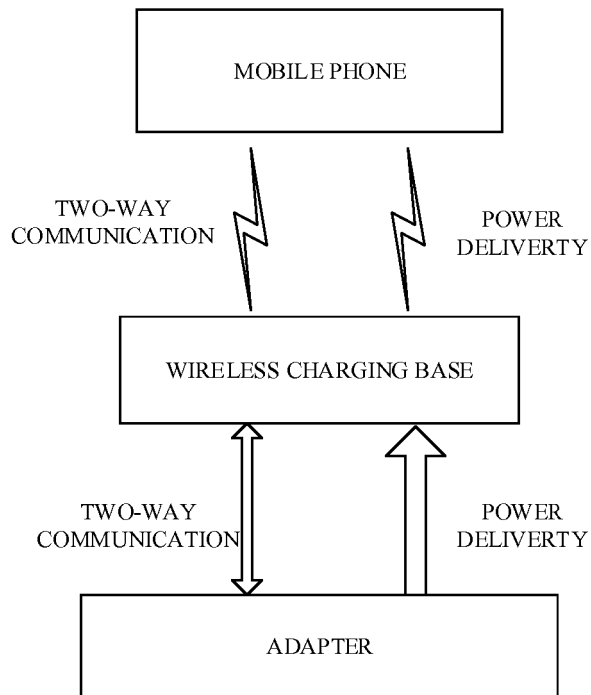 MOBILE PHONE
TWO-WAY
COMMUNICATION
POWER
DELIVERTY
WIRELESS CHARGING BASE
TWO-WAY
COMMUNICATION
POWER
DELIVERTY
ADAPTER